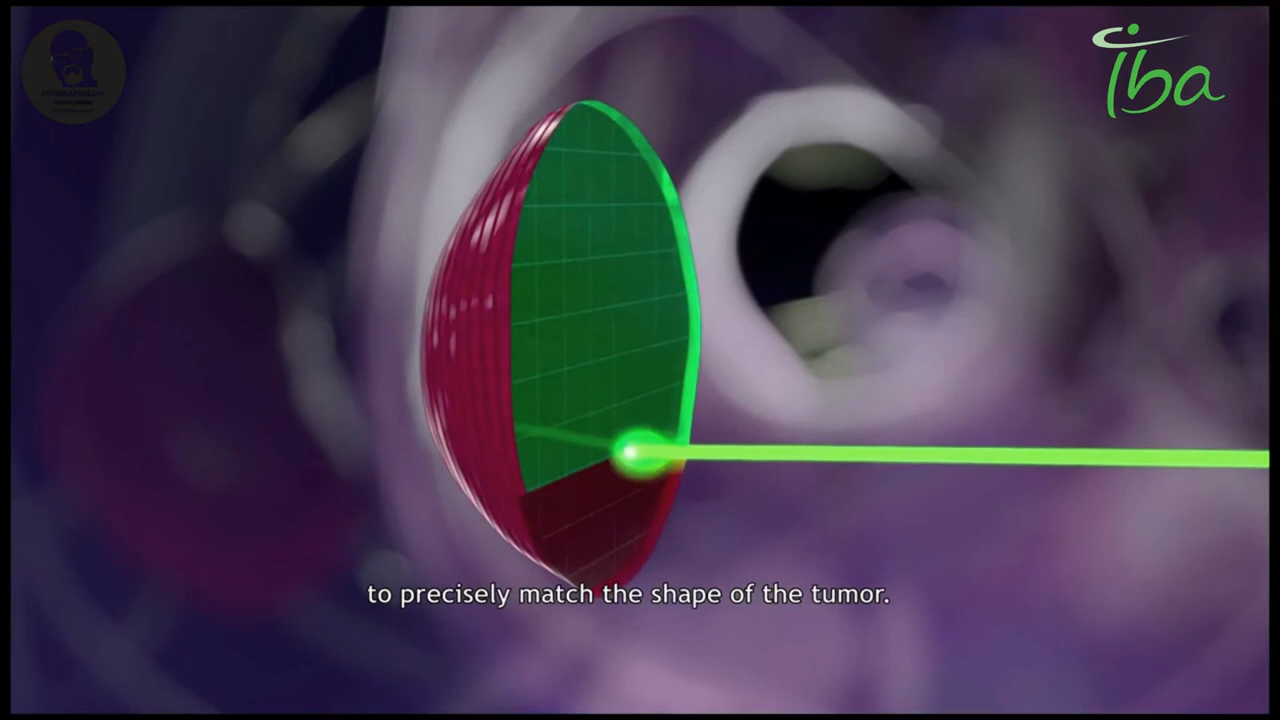 iba
to precisely match the shape of the tumor.